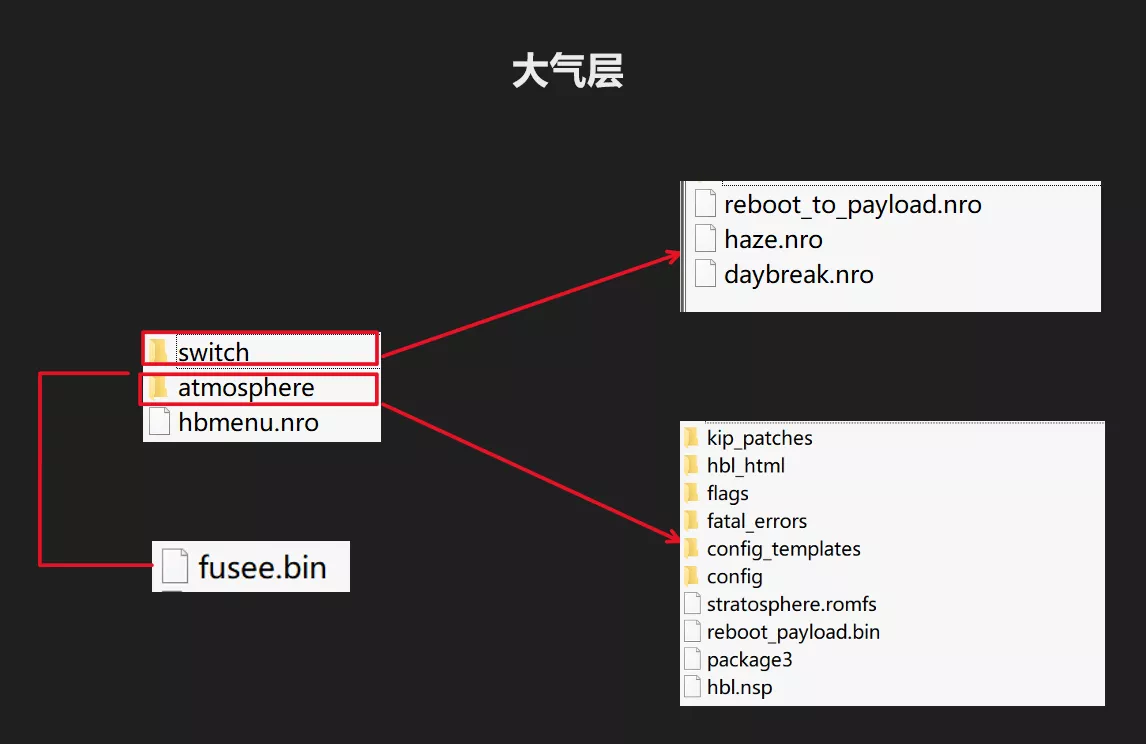 大气层
switch
atmosphere
hbmenu.nro
fusee.bin
reboot_to_payload.nro
haze.nro
daybreak.nro
kip_patches
hbl_html
flags
fatal_errors
config_templates
config
stratosphere.romfs
reboot_payload.bin
package3
hbl.nsp